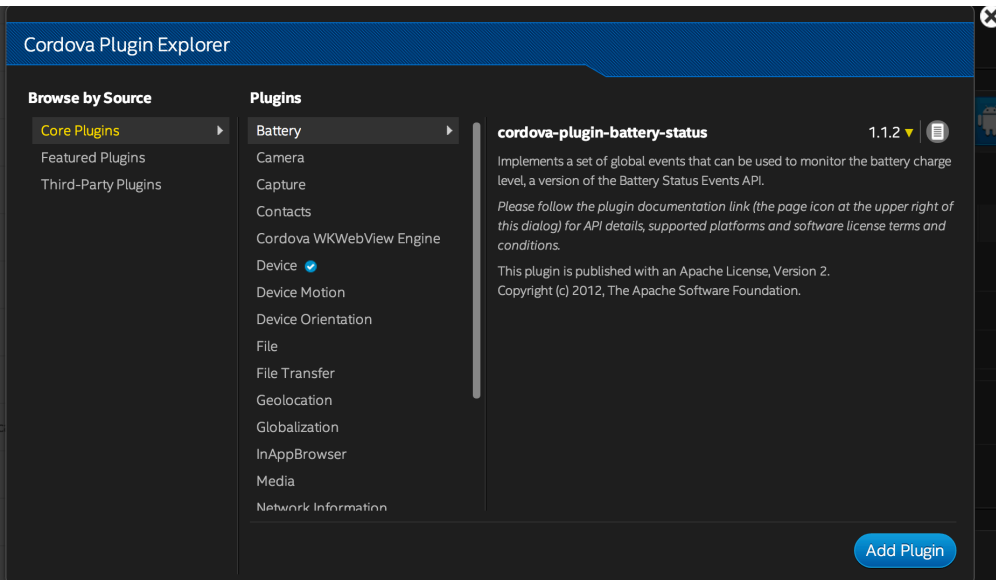 Cordova Plugin Explorer
Browse by Source
Core Plugins
Featured Plugins
Third-Party Plugins
Plugins
Battery
Camera
Capture
Contacts
Cordova WKWebView Engine
Device
Device Motion
Device Orientation
File
File Transfer
Geolocation
Globalization
InAppBrowser
Media
Network Information
cordova-plugin-battery-status
1.1.2
Implements a set of global events that can be used to monitor the battery charge
level, a version of the Battery Status Events API.
Please follow the plugin documentation link (the page icon at the upper right of
this dialog) for API details, supported platforms and software license terms and
conditions.
This plugin is published with an Apache License, Version 2.
Copyright (c) 2012, The Apache Software Foundation.
Add Plugin